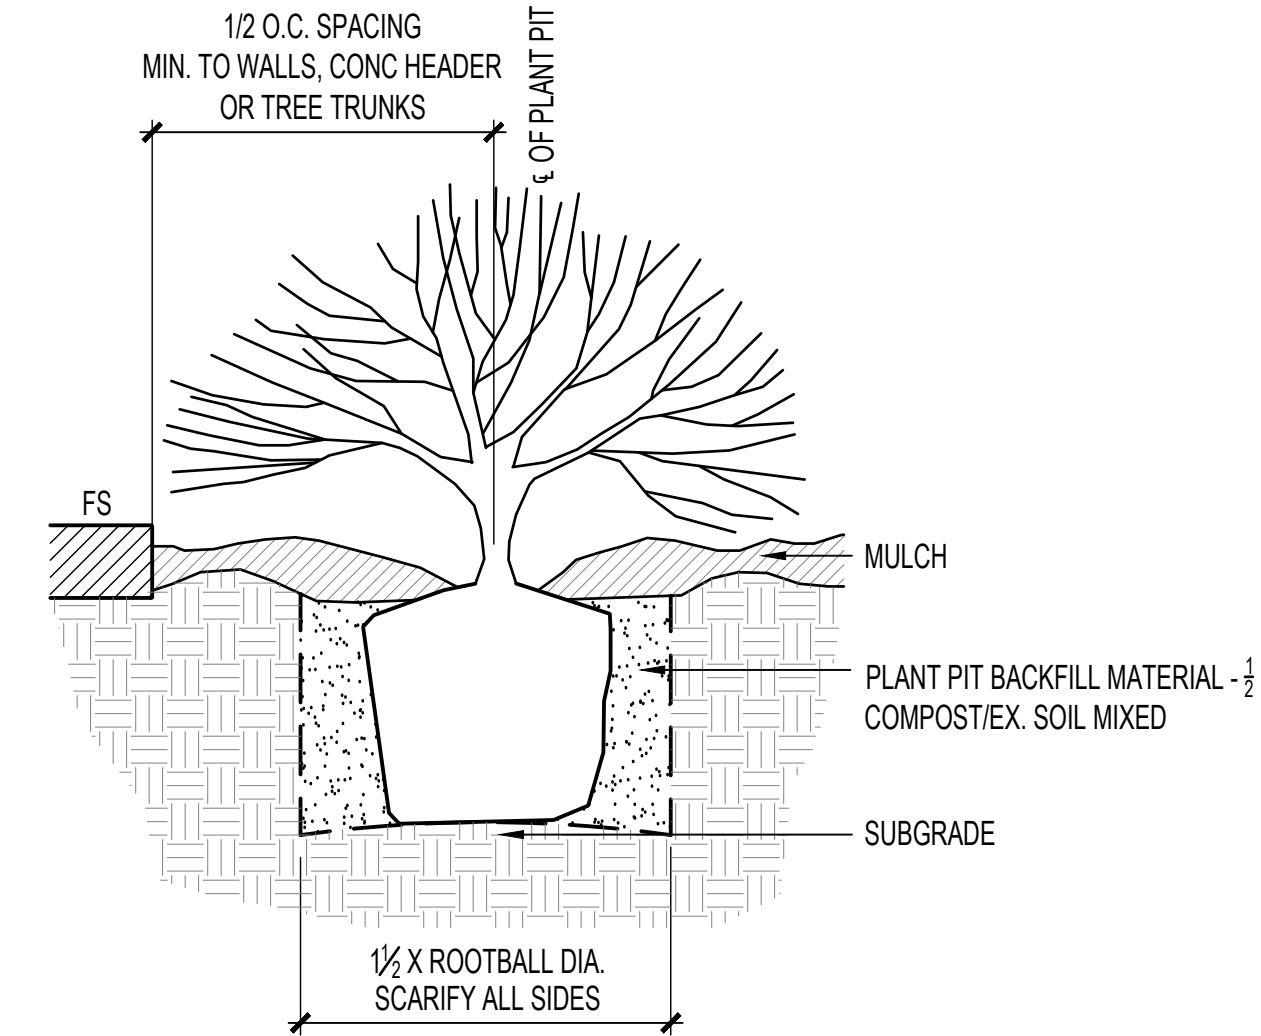 1/2 O.C. SPACING
MIN. TO WALLS, CONC HEADER
OR TREE TRUNKS
℄ OF PLANT PIT
FS
MULCH
PLANT PIT BACKFILL MATERIAL - ½
COMPOST/EX. SOIL MIXED
SUBGRADE
1½ X ROOTBALL DIA.
SCARIFY ALL SIDES